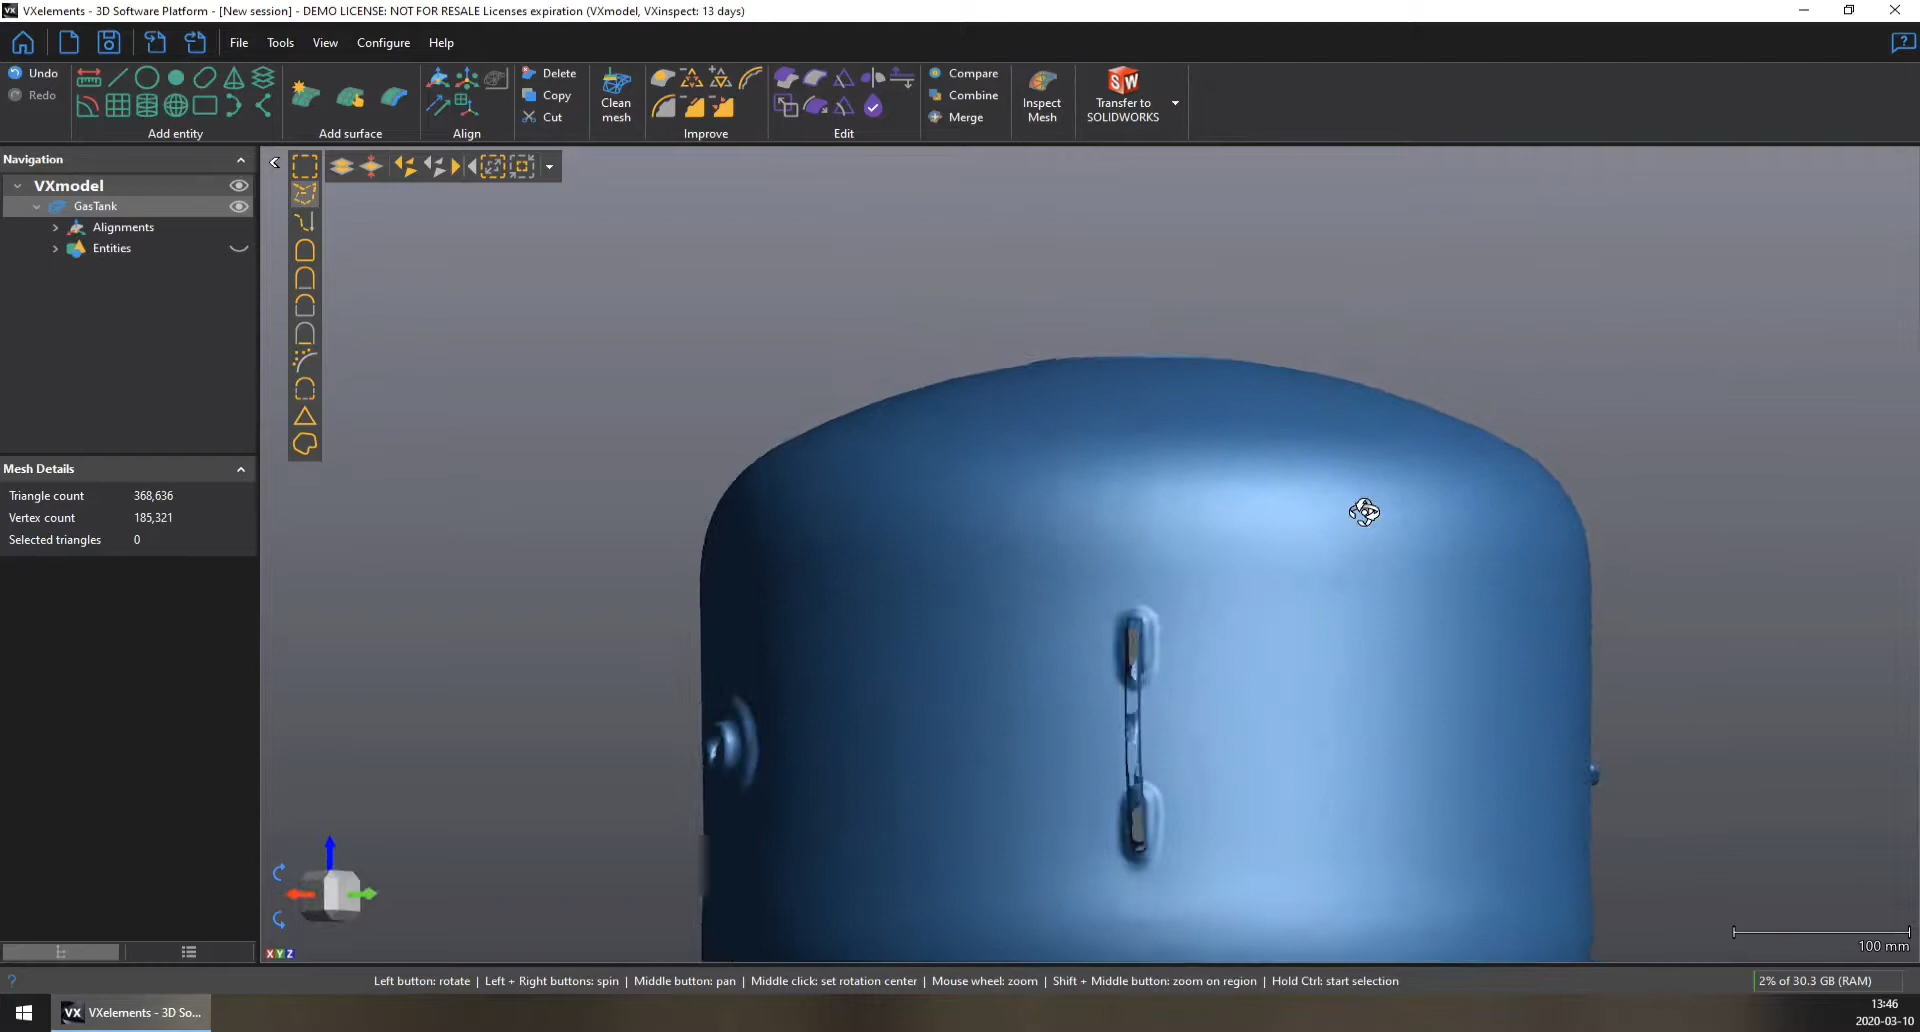 VXelements - 3D Software Platform - [New session] - DEMO LICENSE: NOT FOR RESALE Licenses expiration (VXmodel, VXinspect: 13 days)
File Tools View Configure Help
Undo
Redo
Add entity
Add surface
Align
Delete
Copy
Cut
Clean
mesh
Improve
Edit
Compare
Combine
Merge
Inspect
Mesh
SW
Transfer to
SOLIDWORKS
Navigation
VXmodel
GasTank
Alignments
Entities
Mesh Details
Triangle count 368,636
Vertex count 185,321
Selected triangles 0
X Y Z
100 mm
Left button: rotate | Left + Right buttons: spin | Middle button: pan | Middle click: set rotation center | Mouse wheel: zoom | Shift + Middle button: zoom on region | Hold Ctrl: start selection
2% of 30.3 GB (RAM)
VX VXelements - 3D So...
13:46
2020-03-10